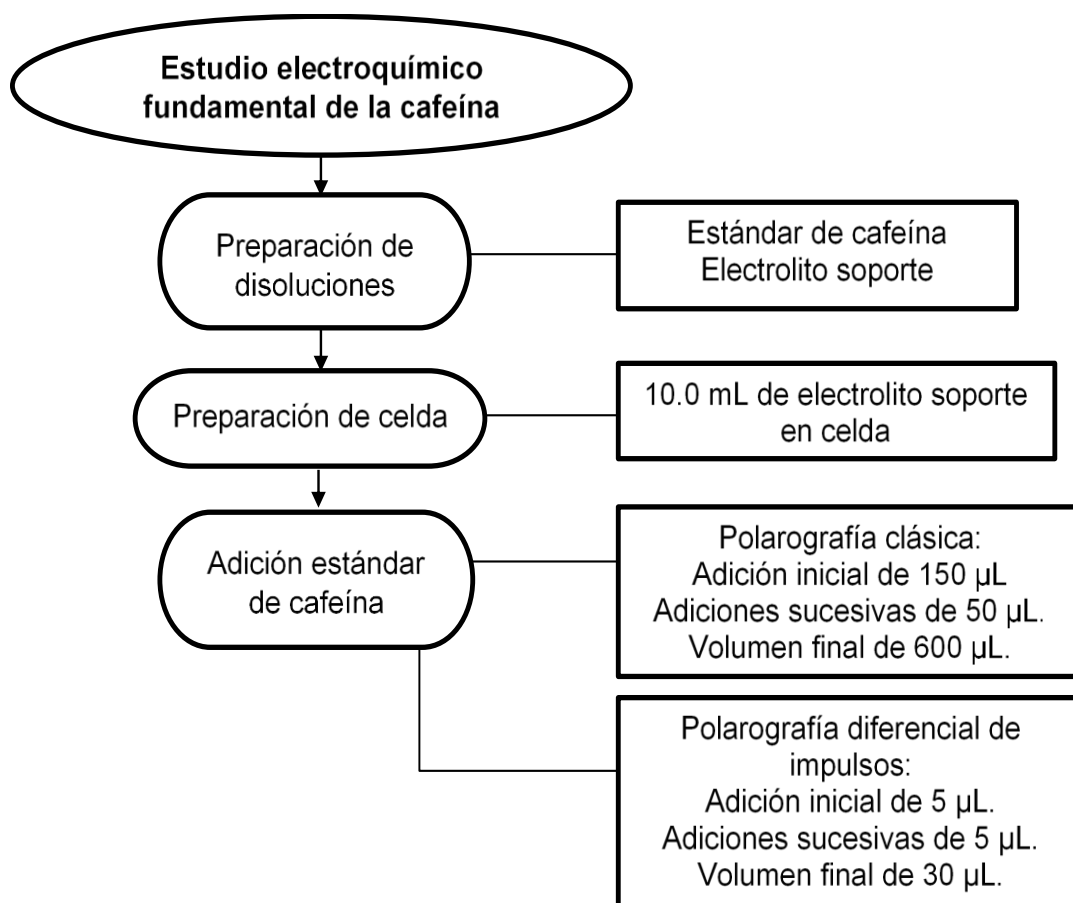 Estudio electroquímico
fundamental de la cafeína
Preparación de
disoluciones
Estándar de cafeína
Electrolito soporte
Preparación de celda
10.0 mL de electrolito soporte
en celda
Adición estándar
de cafeína
Polarografía clásica:
Adición inicial de 150 µL
Adiciones sucesivas de 50 µL.
Volumen final de 600 µL.
Polarografía diferencial de
impulsos:
Adición inicial de 5 µL.
Adiciones sucesivas de 5 µL.
Volumen final de 30 µL.